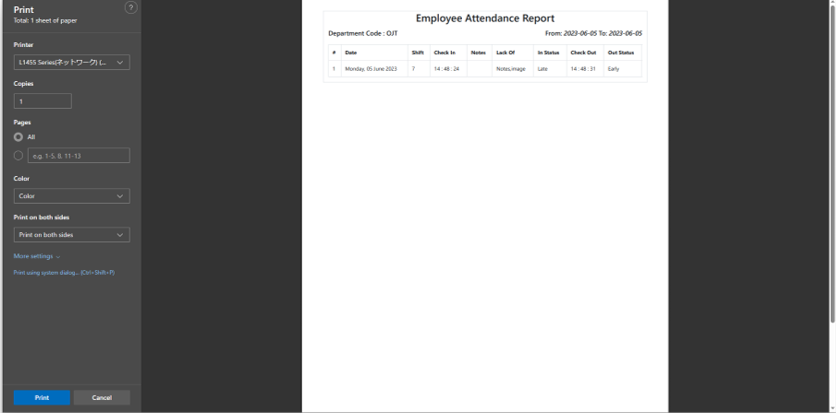 Print
Total: 1 sheet of paper
?
Printer
L1455 Series(ネットワーク) (...
Copies
1
Pages
All
e.g. 1-5, 8, 11-13
Color
Color
Print on both sides
Print on both sides
More settings
Print using system dialog... (Ctrl+Shift+P)
Print Cancel
Employee Attendance Report
Department Code : OJT From: 2023-06-05 To: 2023-06-05
# Date Shift Check In Notes Lack Of In Status Check Out Out Status
1 Monday, 05 June 2023 7 14 : 48 : 24 Notes,image Late 14 : 48 : 31 Early